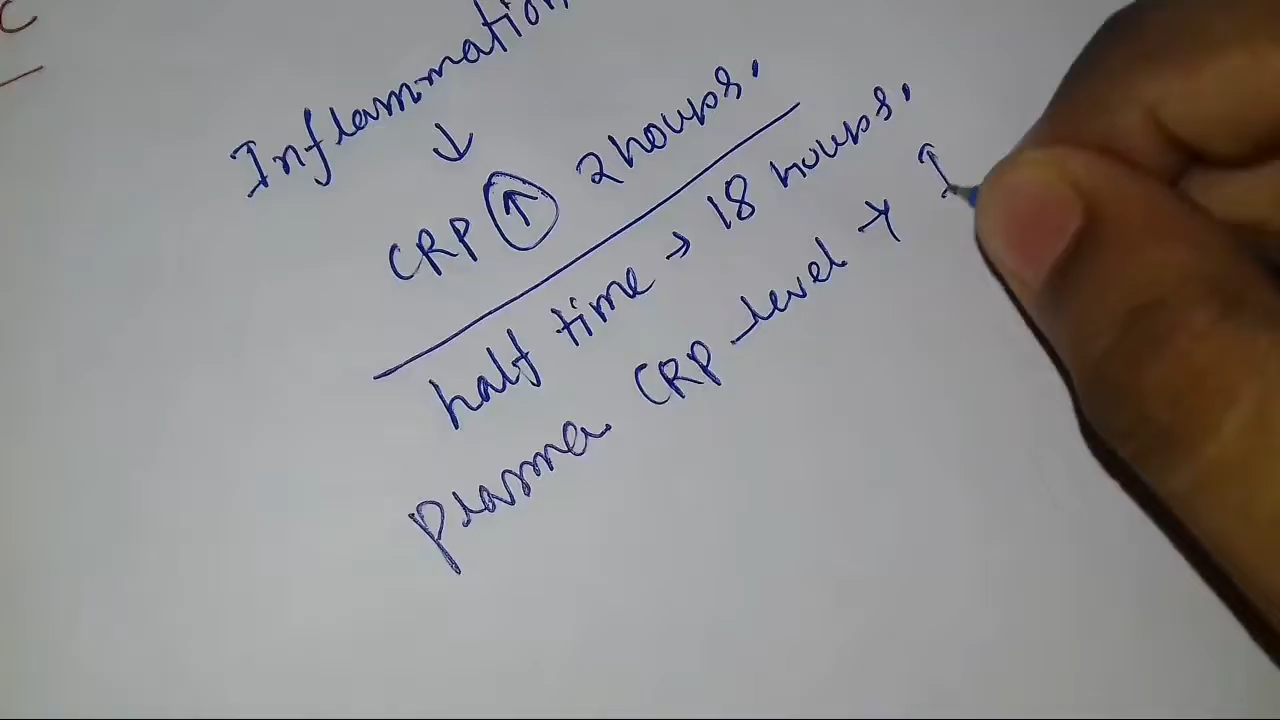 C
Inflammation
↓
CRP ↑ 2 hours.
half time → 18 hours.
Plasma CRP level → I